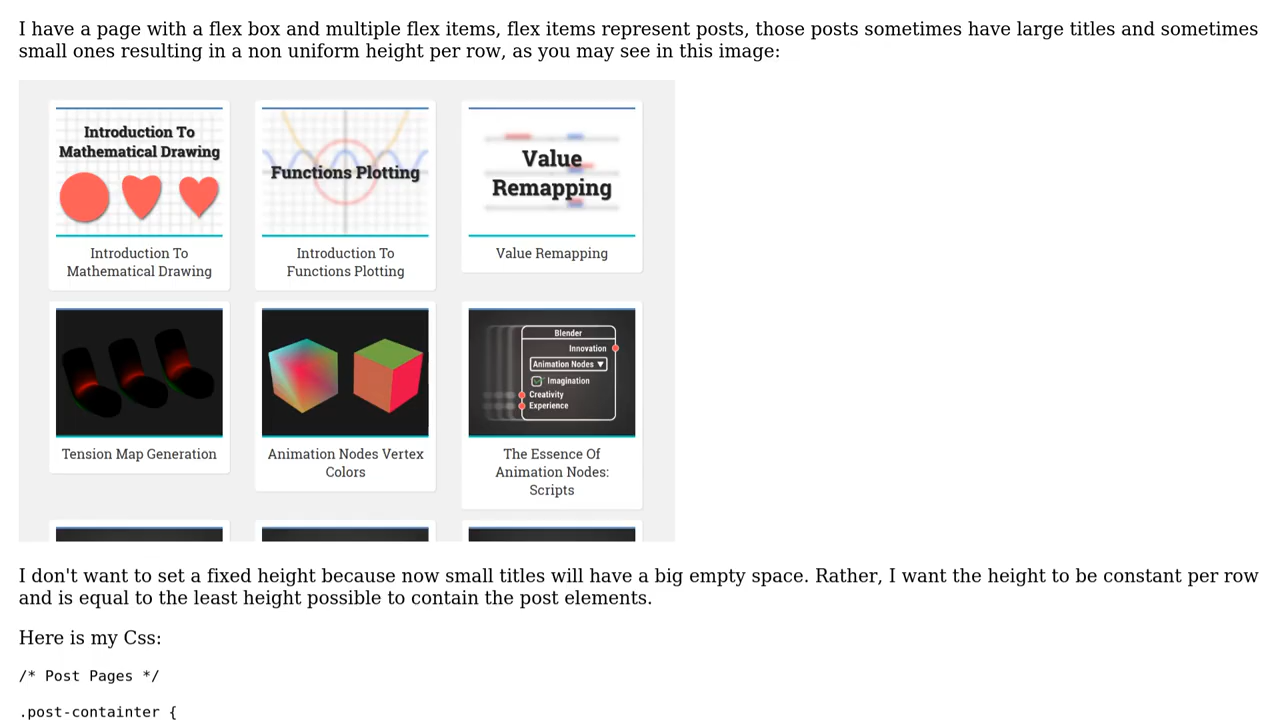 I have a page with a flex box and multiple flex items, flex items represent posts, those posts sometimes have large titles and sometimes
small ones resulting in a non uniform height per row, as you may see in this image:
Introduction To
Mathematical Drawing
Functions Plotting
Value
Remapping
Introduction To
Mathematical Drawing
Introduction To
Functions Plotting
Value Remapping
Blender
Innovation
Animation Nodes ▼
Imagination
Creativity
Experience
Tension Map Generation
Animation Nodes Vertex
Colors
The Essence Of
Animation Nodes:
Scripts
I don't want to set a fixed height because now small titles will have a big empty space. Rather, I want the height to be constant per row
and is equal to the least height possible to contain the post elements.
Here is my Css:
/* Post Pages */
.post-containter {